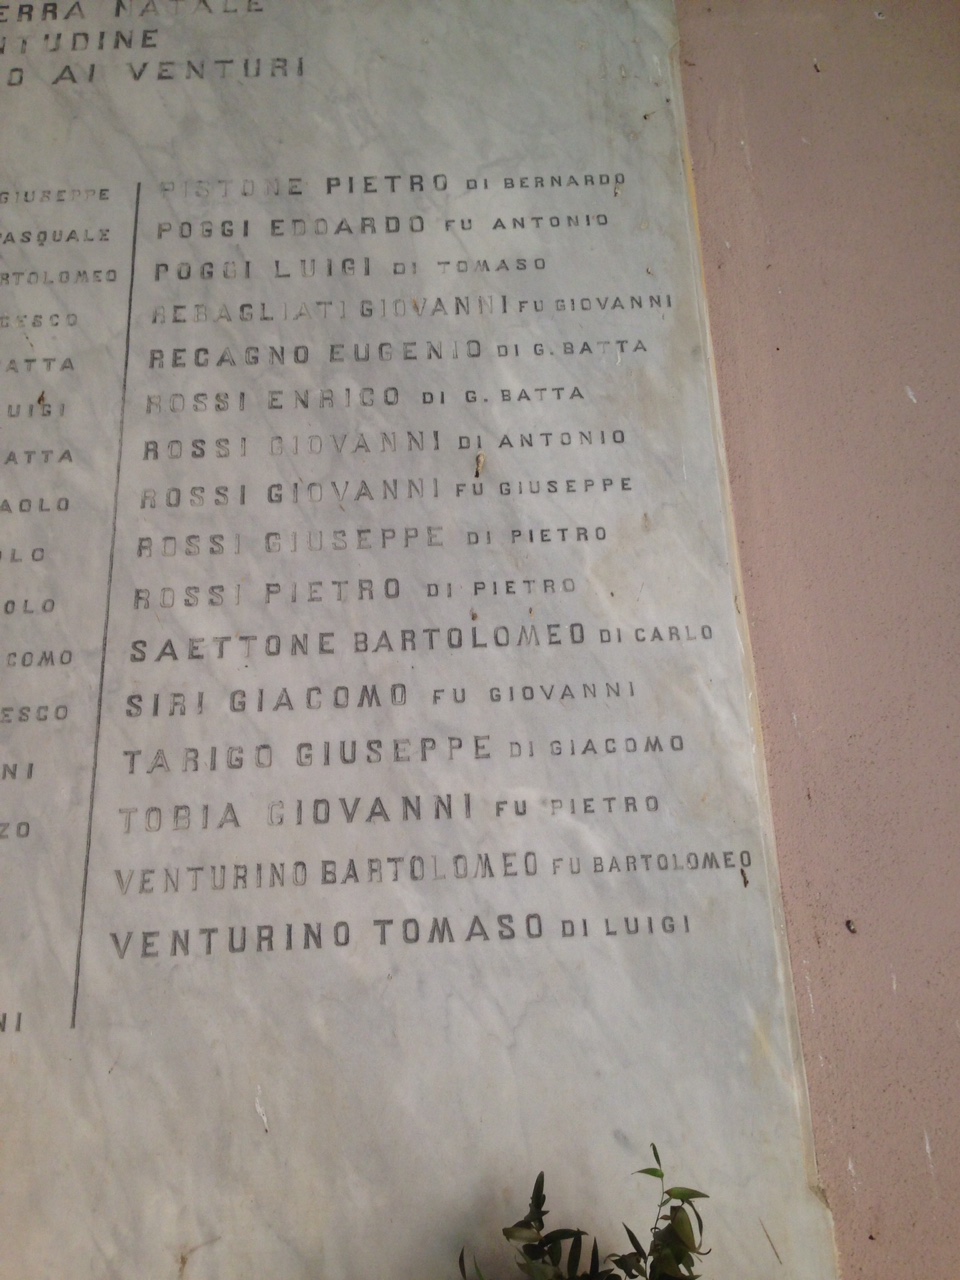 ERRA NATALE
NTUDINE
O AI VENTURI
GIUSEPPE
PASQUALE
RTOLOMEO
CESCO
ATTA
UIGI
ATTA
AOLO
OLO
OLO
COMO
ESCO
NI
ZO
NI
PISTONE PIETRO DI BERNARDO
POGGI EDOARDO FU ANTONIO
POGGI LUIGI DI TOMASO
REBAGLIATI GIOVANNI FU GIOVANNI
RECAGNO EUGENIO DI G. BATTA
ROSSI ENRICO DI G. BATTA
ROSSI GIOVANNI DI ANTONIO
ROSSI GIOVANNI FU GIUSEPPE
ROSSI GIUSEPPE DI PIETRO
ROSSI PIETRO DI PIETRO
SAETTONE BARTOLOMEO DI CARLO
SIRI GIACOMO FU GIOVANNI
TARIGO GIUSEPPE DI GIACOMO
TOBIA GIOVANNI FU PIETRO
VENTURINO BARTOLOMEO FU BARTOLOMEO
VENTURINO TOMASO DI LUIGI